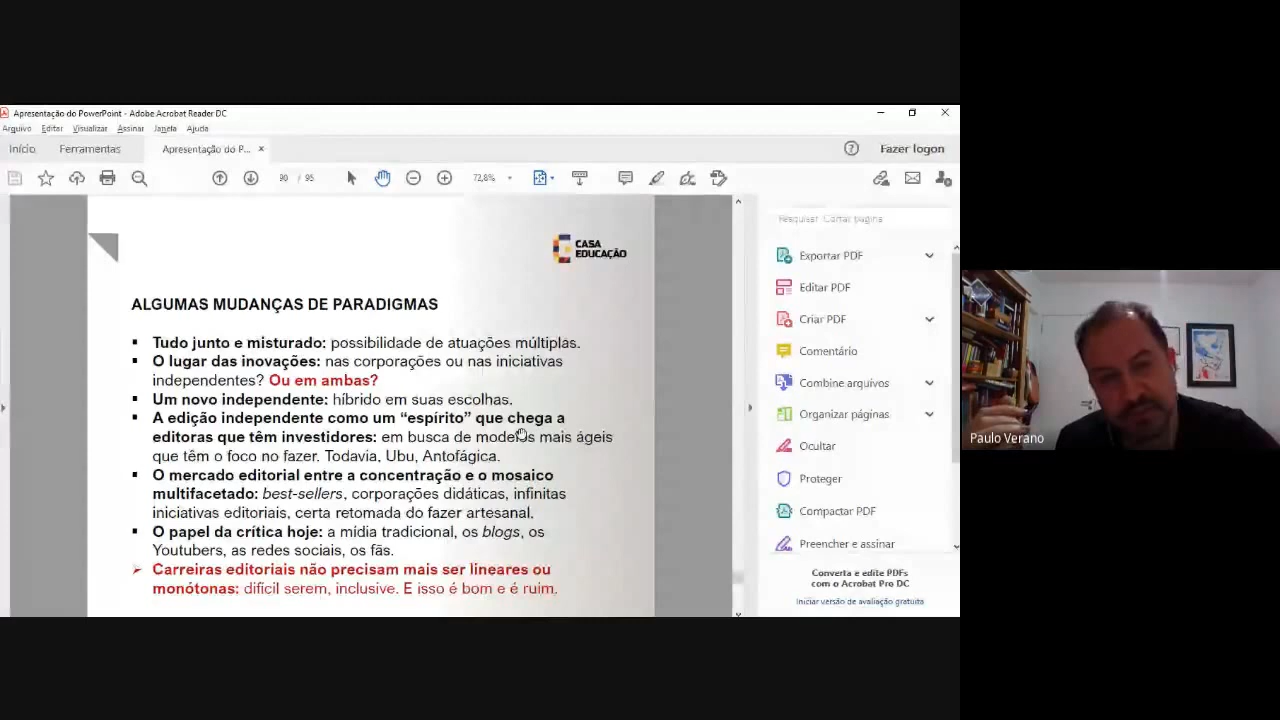 Apresentação do PowerPoint - Adobe Acrobat Reader DC
Arquivo Editar Visualizar Assinar Janela Ajuda
Início Ferramentas Apresentação do P... × Fazer logon
90 / 95 72,8%
CASA
EDUCAÇÃO
ALGUMAS MUDANÇAS DE PARADIGMAS
▪ Tudo junto e misturado: possibilidade de atuações múltiplas.
▪ O lugar das inovações: nas corporações ou nas iniciativas
independentes? Ou em ambas?
▪ Um novo independente: híbrido em suas escolhas.
▪ A edição independente como um “espírito” que chega a
editoras que têm investidores: em busca de modelos mais ágeis
que têm o foco no fazer. Todavia, Ubu, Antofágica.
▪ O mercado editorial entre a concentração e o mosaico
multifacetado: best-sellers, corporações didáticas, infinitas
iniciativas editoriais, certa retomada do fazer artesanal.
▪ O papel da crítica hoje: a mídia tradicional, os blogs, os
Youtubers, as redes sociais, os fãs.
➢ Carreiras editoriais não precisam mais ser lineares ou
monótonas: difícil serem, inclusive. E isso é bom e é ruim.
Pesquisar 'Cortar página'
Exportar PDF
Editar PDF
Criar PDF
Comentário
Combine arquivos
Organizar páginas
Ocultar
Proteger
Compactar PDF
Preencher e assinar
Converta e edite PDFs
com o Acrobat Pro DC
Iniciar versão de avaliação gratuita
Paulo Verano